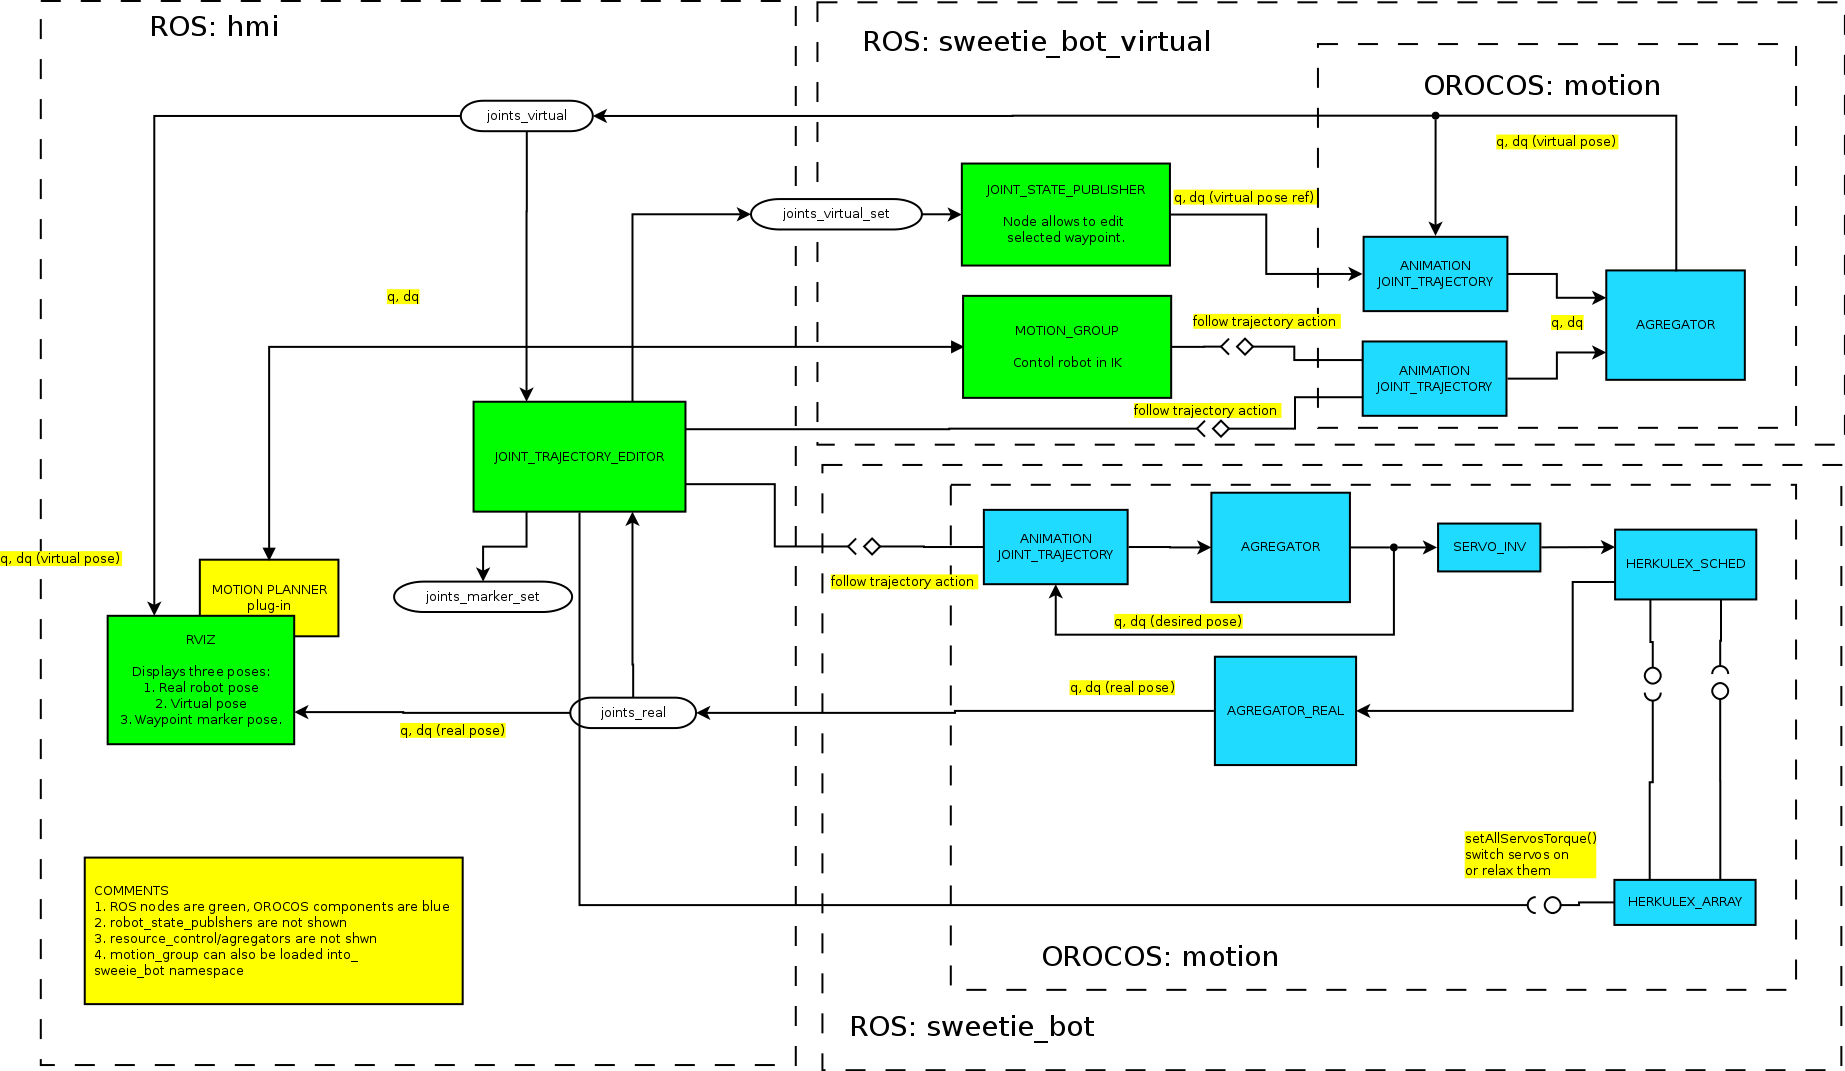 ROS: hmi
ROS: sweetie_bot_virtual
OROCOS: motion
joints_virtual
q, dq (virtual pose)
JOINT_STATE_PUBLISHER
Node allows to edit
selected waypoint.
q, dq (virtual pose ref)
joints_virtual_set
ANIMATION
JOINT_TRAJECTORY
q, dq
MOTION_GROUP
Contol robot in IK
follow trajectory action
q, dq
AGREGATOR
ANIMATION
JOINT_TRAJECTORY
follow trajectory action
JOINT_TRAJECTORY_EDITOR
ANIMATION
JOINT_TRAJECTORY
AGREGATOR
SERVO_INV
HERKULEX_SCHED
q, dq (virtual pose)
follow trajectory action
MOTION PLANNER
plug-in
joints_marker_set
q, dq (desired pose)
RVIZ
Displays three poses:
1. Real robot pose
2. Virtual pose
3. Waypoint marker pose.
q, dq (real pose)
joints_real
q, dq (real pose)
AGREGATOR_REAL
setAllServosTorque()
switch servos on
or relax them
HERKULEX_ARRAY
COMMENTS
1. ROS nodes are green, OROCOS components are blue
2. robot_state_publshers are not shown
3. resource_control/agregators are not shwn
4. motion_group can also be loaded into_
sweeie_bot namespace
OROCOS: motion
ROS: sweetie_bot